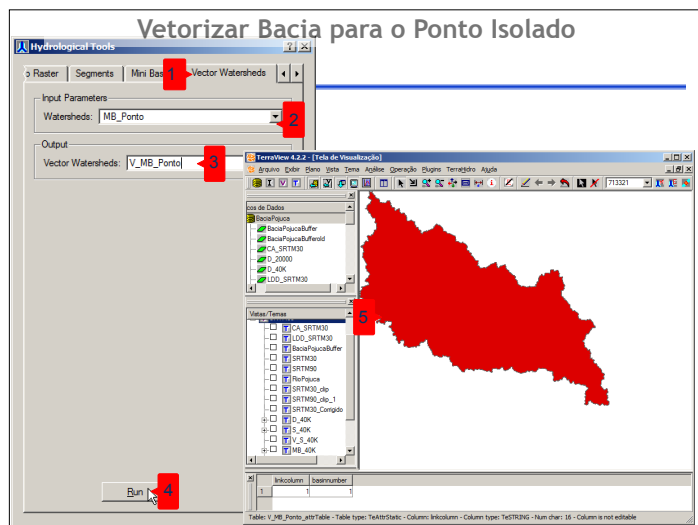 Vetorizar Bacia para o Ponto Isolado
Hydrological Tools
Raster Segments Mini Bas 1 Vector Watersheds
Input Parameters
Watersheds: MB_Ponto
2
Output
Vector Watersheds: V_MB_Ponto 3
Run 4
TerraView 4.2.2 - [Tela de Visualização]
Arquivo Exibir Plano Vista Tema Análise Operação Plugins TerraHidro Ajuda
713321
cos de Dados
BaciaPojuca
BaciaPojucaBuffer
BaciaPojucaBufferold
CA_SRTM30
D_20000
D_40K
LDD_SRTM30
Vistas/Temas
5
CA_SRTM30
LDD_SRTM30
BaciaPojucaBuffer
SRTM30
SRTM90
RioPojuca
SRTM30_clip
SRTM90_clip_1
SRTM30_Corrigido
D_40K
S_40K
V_S_40K
MB_40K
linkcolumn basinnumber
1 1 1
Table: V_MB_Ponto_attrTable - Table type: TeAttrStatic - Column: linkcolumn - Column type: TeSTRING - Num char: 16 - Column is not editable